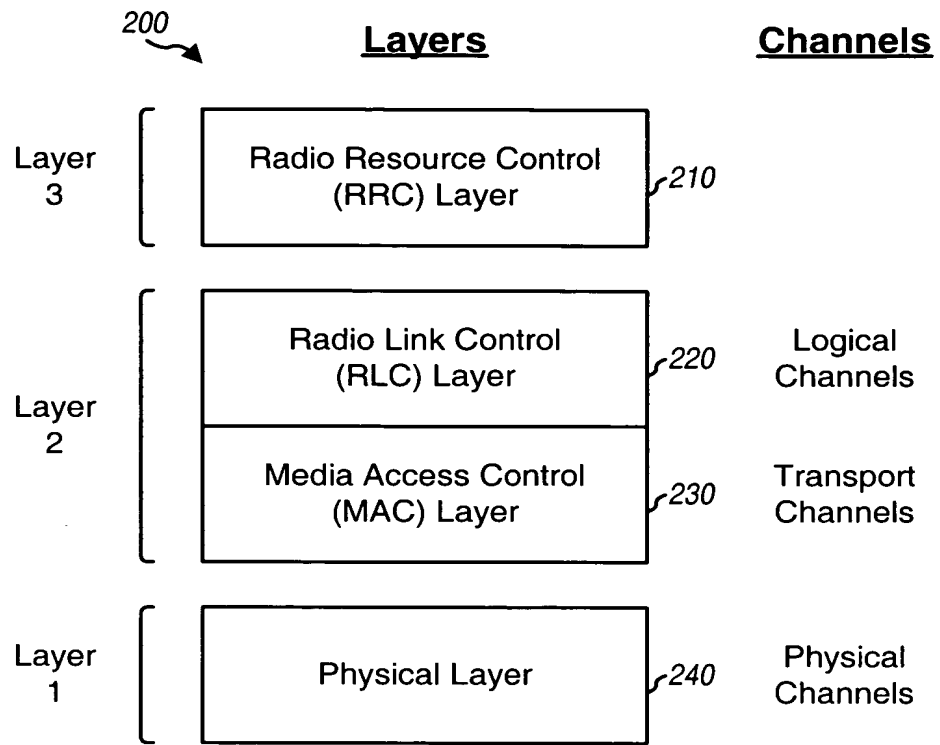 200
Layers
Channels
Layer
3
Radio Resource Control
(RRC) Layer
210
Layer
2
Radio Link Control
(RLC) Layer
220
Logical
Channels
Media Access Control
(MAC) Layer
230
Transport
Channels
Layer
1
Physical Layer
240
Physical
Channels